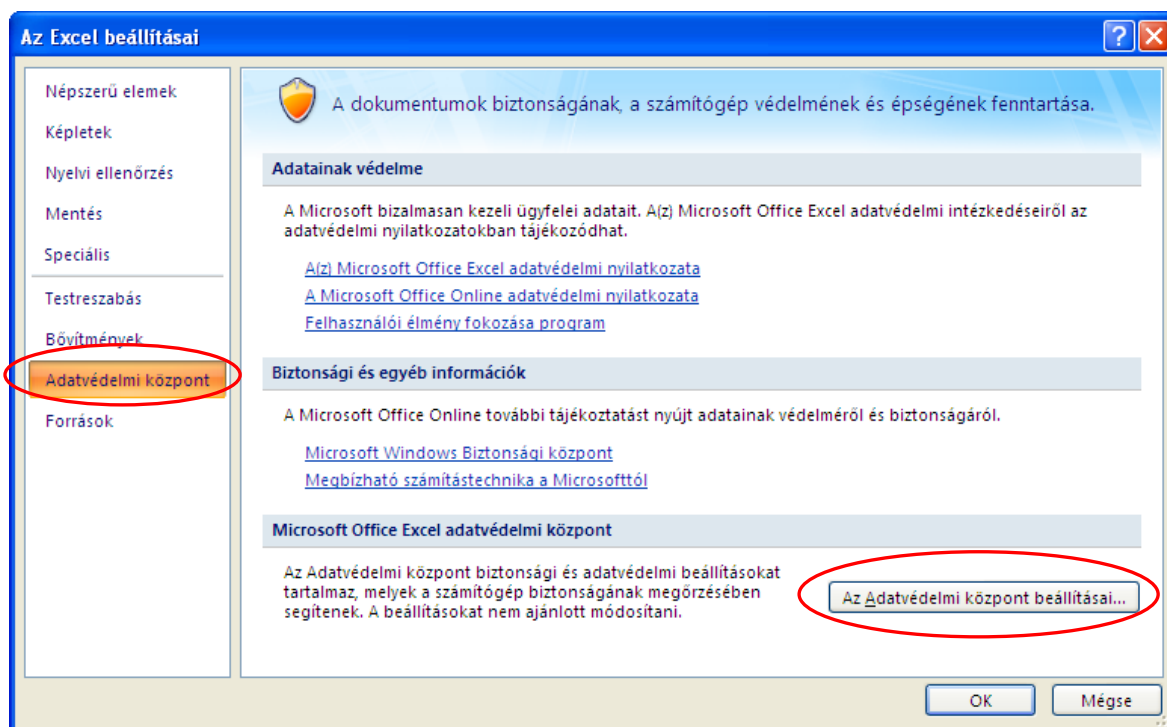 Az Excel beállításai
Népszerű elemek
Képletek
Nyelvi ellenőrzés
Mentés
Speciális
Testreszabás
Bővítmények
Adatvédelmi központ
Források
A dokumentumok biztonságának, a számítógép védelmének és épségének fenntartása.
Adatainak védelme
A Microsoft bizalmasan kezeli ügyfelei adatait. A(z) Microsoft Office Excel adatvédelmi intézkedéseiről az
adatvédelmi nyilatkozatokban tájékozódhat.
A(z) Microsoft Office Excel adatvédelmi nyilatkozata
A Microsoft Office Online adatvédelmi nyilatkozata
Felhasználói élmény fokozása program
Biztonsági és egyéb információk
A Microsoft Office Online további tájékoztatást nyújt adatainak védelméről és biztonságáról.
Microsoft Windows Biztonsági központ
Megbízható számítástechnika a Microsofttól
Microsoft Office Excel adatvédelmi központ
Az Adatvédelmi központ biztonsági és adatvédelmi beállításokat
tartalmaz, melyek a számítógép biztonságának megőrzésében
segítenek. A beállításokat nem ajánlott módosítani.
Az Adatvédelmi központ beállításai...
OK
Mégse